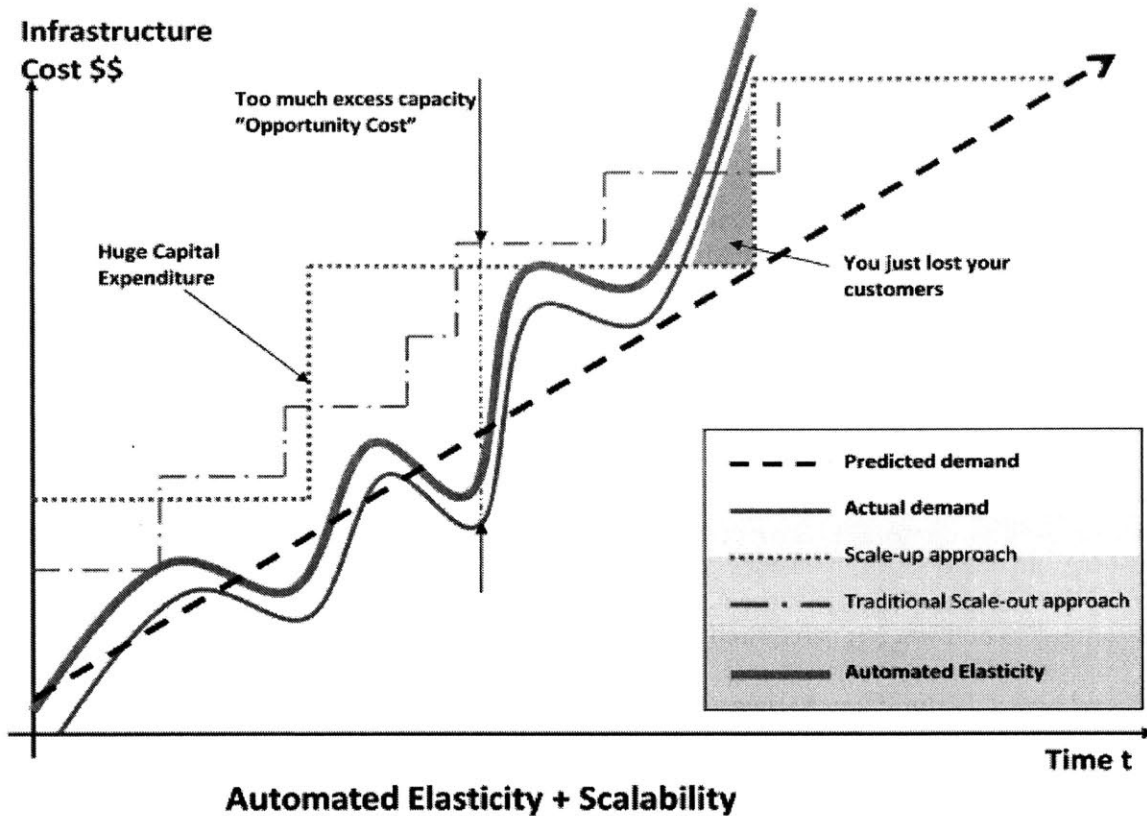 Infrastructure
Cost $$
Too much excess capacity
"Opportunity Cost"
Huge Capital
Expenditure
You just lost your
customers
Predicted demand
Actual demand
Scale-up approach
Traditional Scale-out approach
Automated Elasticity
Time t
Automated Elasticity + Scalability